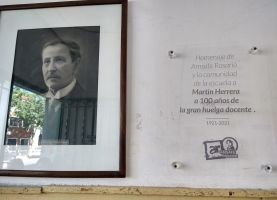 Homenaje de
Amsafe Rosario
y la comunidad
de la escuela a
Martín Herrera
a 100 años de
la gran huelga docente.
1921-2021